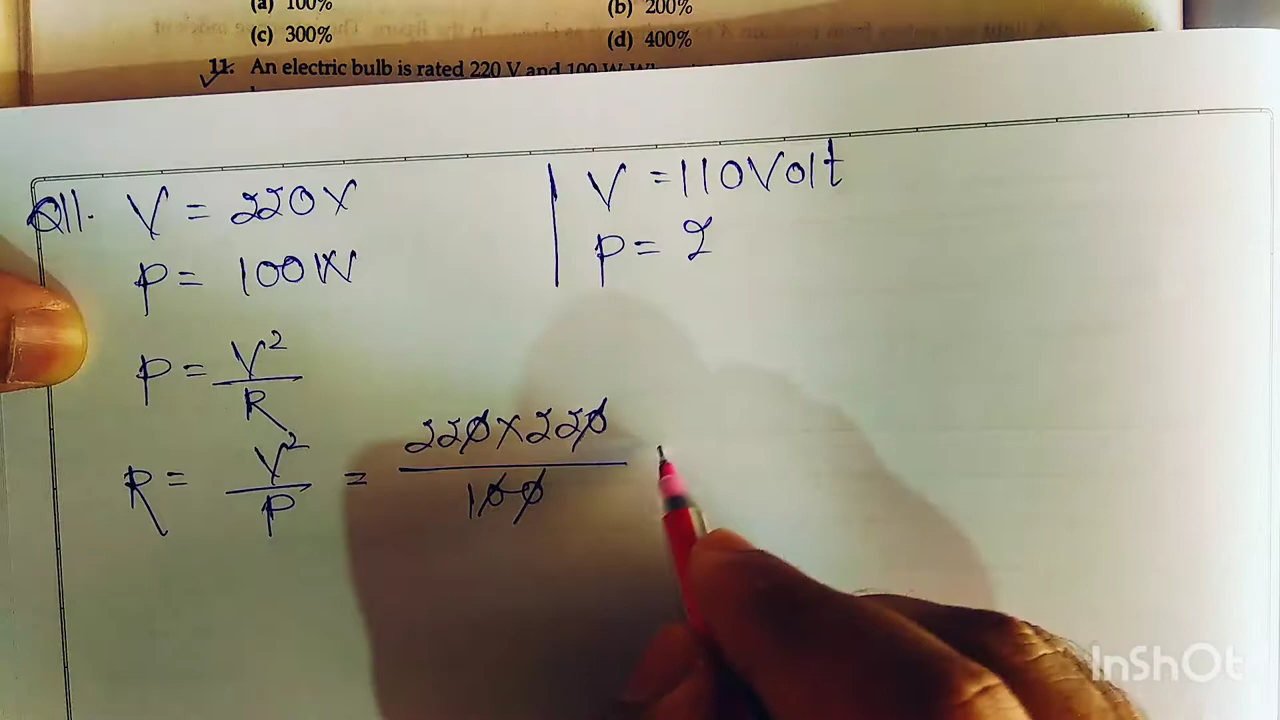 (a) 100% (b) 200%
(c) 300% (d) 400%
11. An electric bulb is rated 220 V and 100 W.
Q11. V = 220V
P = 100W
V = 110Volt
P = ?
P = V²/R
R = V²/P = 220×220/100
InShOt